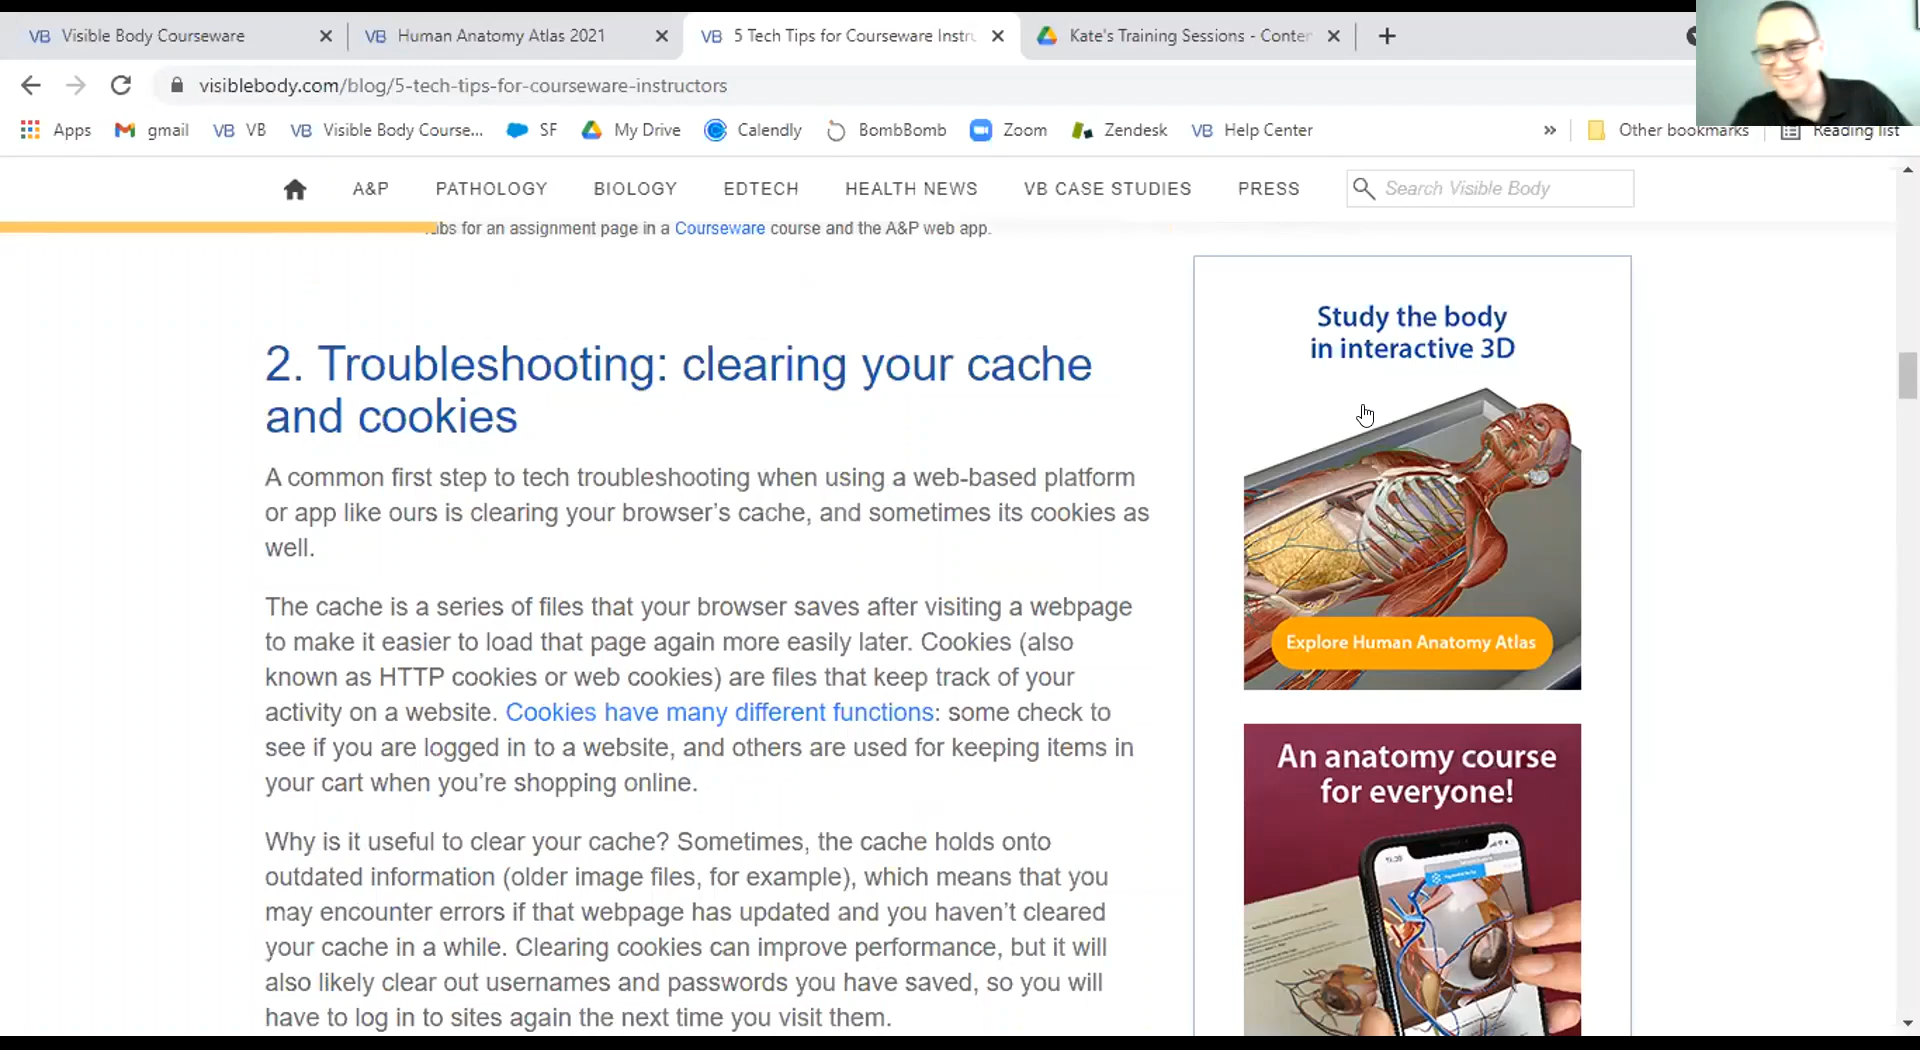 VB Visible Body Courseware
VB Human Anatomy Atlas 2021
VB 5 Tech Tips for Courseware Instru
Kate's Training Sessions - Conten
visiblebody.com/blog/5-tech-tips-for-courseware-instructors
Apps
gmail
VB VB
VB Visible Body Course...
SF
My Drive
Calendly
BombBomb
Zoom
Zendesk
VB Help Center
»
Other bookmarks
Reading list
A&P
PATHOLOGY
BIOLOGY
EDTECH
HEALTH NEWS
VB CASE STUDIES
PRESS
Search Visible Body
for an assignment page in a Courseware course and the A&P web app.
2. Troubleshooting: clearing your cache
and cookies
A common first step to tech troubleshooting when using a web-based platform
or app like ours is clearing your browser's cache, and sometimes its cookies as
well.
The cache is a series of files that your browser saves after visiting a webpage
to make it easier to load that page again more easily later. Cookies (also
known as HTTP cookies or web cookies) are files that keep track of your
activity on a website. Cookies have many different functions: some check to
see if you are logged in to a website, and others are used for keeping items in
your cart when you're shopping online.
Why is it useful to clear your cache? Sometimes, the cache holds onto
outdated information (older image files, for example), which means that you
may encounter errors if that webpage has updated and you haven't cleared
your cache in a while. Clearing cookies can improve performance, but it will
also likely clear out usernames and passwords you have saved, so you will
have to log in to sites again the next time you visit them.
Study the body
in interactive 3D
Explore Human Anatomy Atlas
An anatomy course
for everyone!